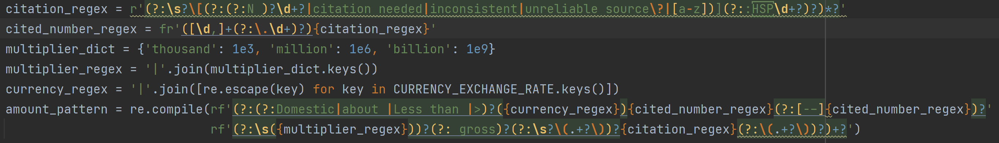 citation_regex = r'(?:\s?\[(?:(?:N )?\d+?|citation needed|inconsistent|unreliable source\?|[a-z])](?::HSP\d+?)?)*?'
cited_number_regex = fr'([\d,]+(?:\.\d+)?){citation_regex}'
multiplier_dict = {'thousand': 1e3, 'million': 1e6, 'billion': 1e9}
multiplier_regex = '|'.join(multiplier_dict.keys())
currency_regex = '|'.join([re.escape(key) for key in CURRENCY_EXCHANGE_RATE.keys()])
amount_pattern = re.compile(rf'(?:(?:Domestic|about |Less than |>)?({currency_regex}){cited_number_regex}(?:[-–]{cited_number_regex})?'
rf'(?:\s({multiplier_regex}))?(?: gross)?(?:\s?\(.+?\))?{citation_regex}(?:\(.+?\))?)+?')